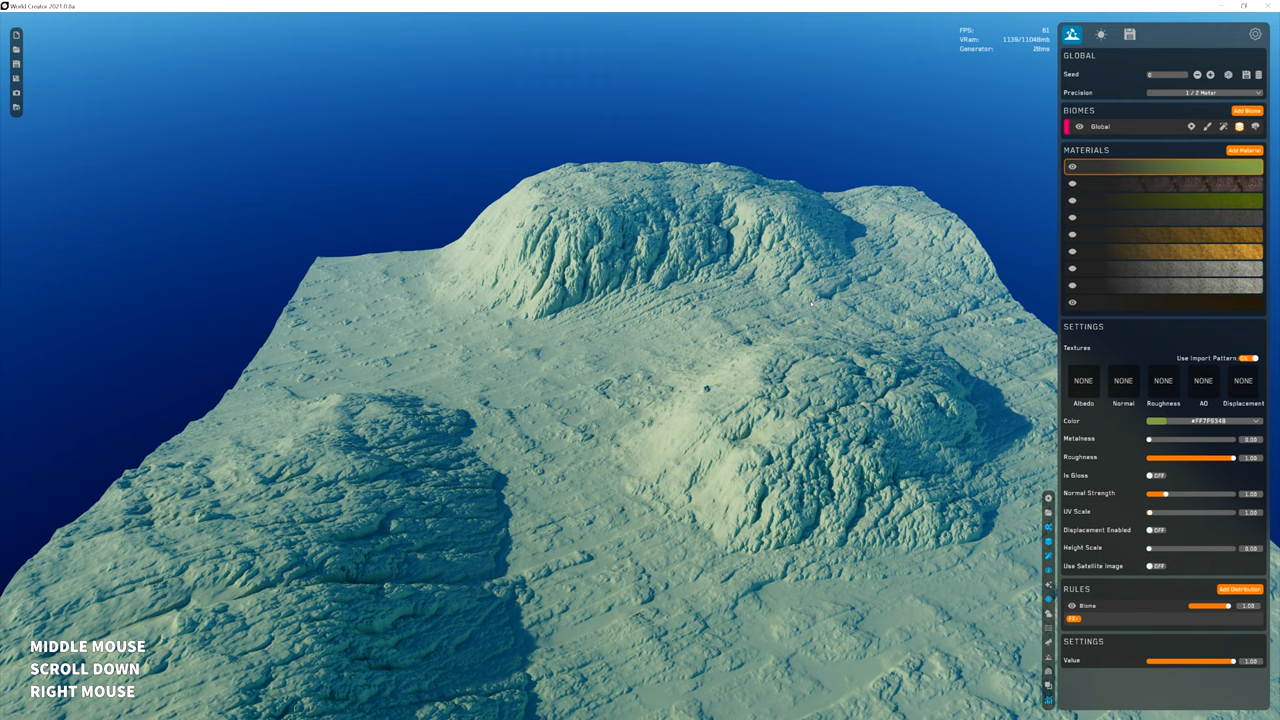 World Creator 2021.0.8a
FPS: 61
VRam: 1139/11048mb
Generator: 28ms
GLOBAL
Seed 0
Precision 1 / 2 Meter
BIOMES Add Biome
Global
MATERIALS Add Material
SETTINGS
Textures
Use Import Pattern
NONE NONE NONE NONE NONE
Albedo Normal Roughness AO Displacement
Color #FF7F9348
Metalness 0.00
Roughness 1.00
Is Gloss OFF
Normal Strength 1.00
UV Scale 1.00
Displacement Enabled OFF
Height Scale 0.00
Use Satellite Image OFF
RULES Add Distribution
Biome 1.00
SETTINGS
Value 1.00
MIDDLE MOUSE
SCROLL DOWN
RIGHT MOUSE